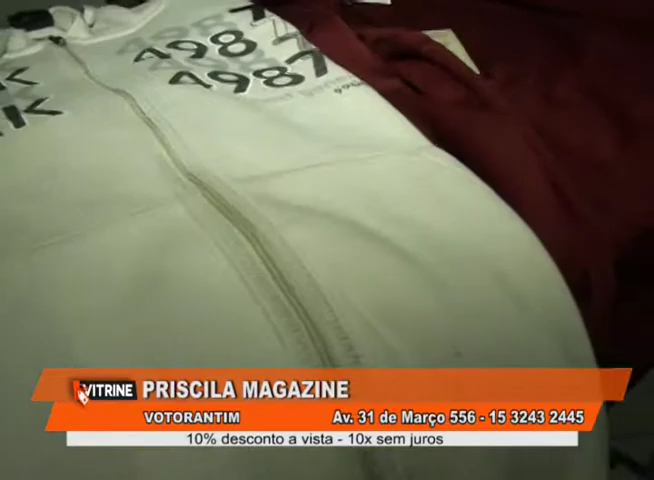 4987
4987
VITRINE
PRISCILA MAGAZINE
VOTORANTIM
Av. 31 de Março 556 - 15 3243 2445
10% desconto a vista - 10x sem juros